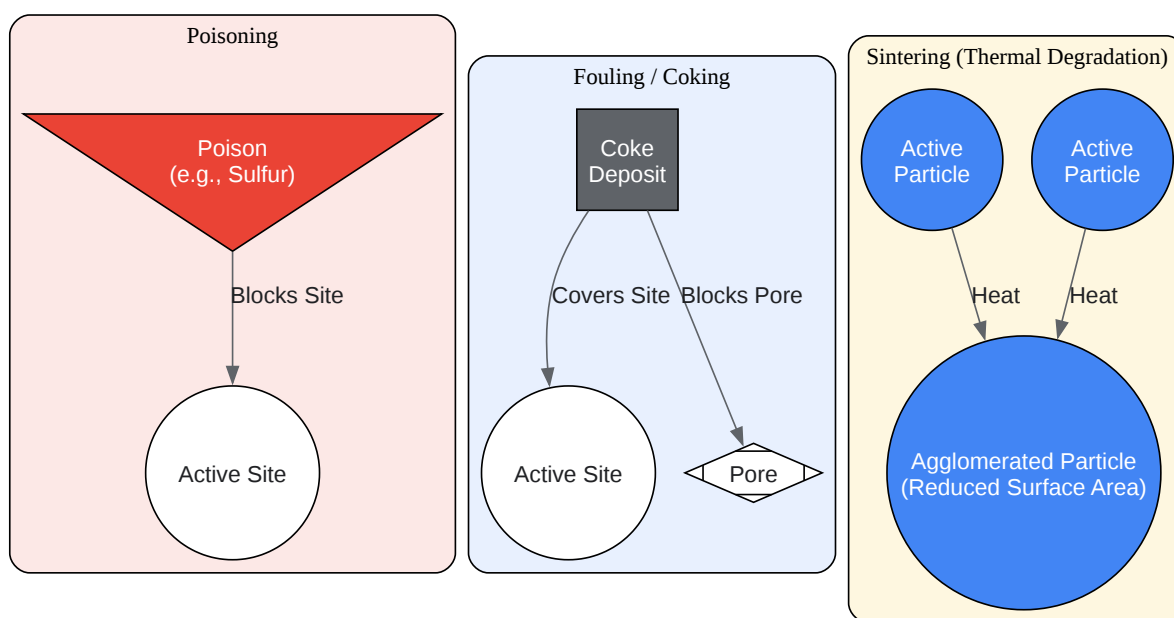 Poisoning
Poison
(e.g., Sulfur)
Blocks Site
Active Site
Fouling / Coking
Coke
Deposit
Covers Site
Blocks Pore
Active Site
Pore
Sintering (Thermal Degradation)
Active
Particle
Active
Particle
Heat
Heat
Agglomerated Particle
(Reduced Surface Area)